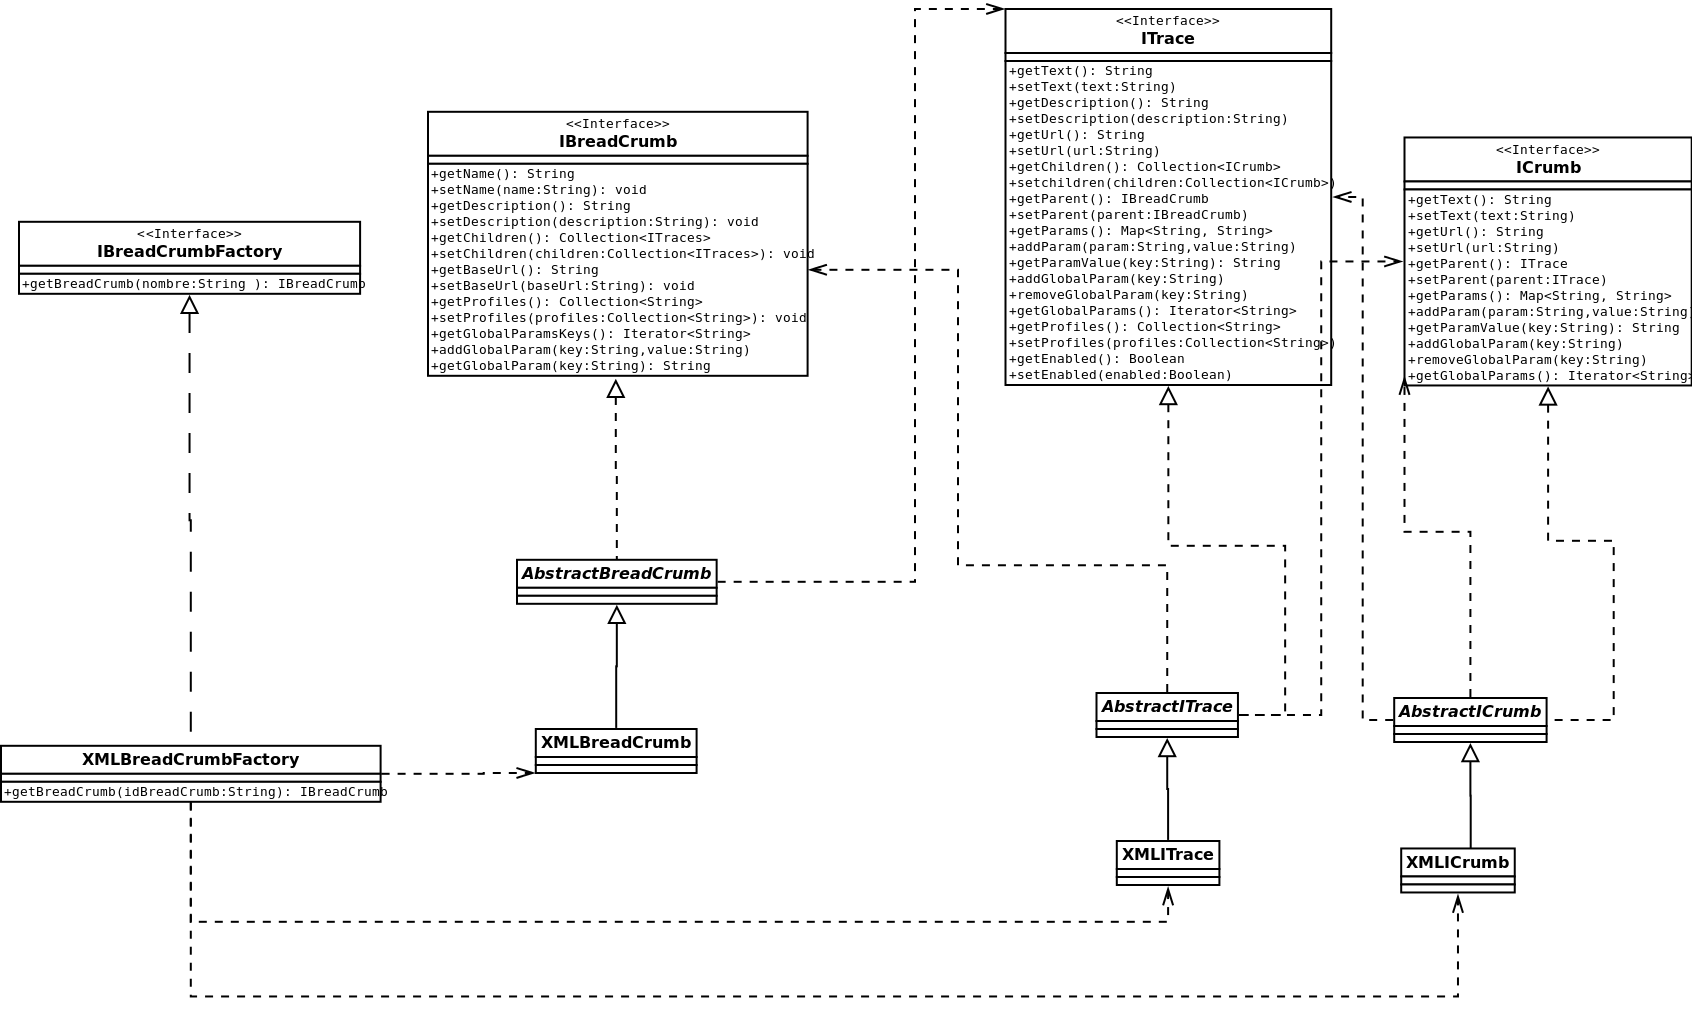 <<Interface>>
ITrace
+getText(): String
+setText(text:String)
+getDescription(): String
+setDescription(description:String)
+getUrl(): String
+setUrl(url:String)
+getChildren(): Collection<ICrumb>
+setchildren(children:Collection<ICrumb>)
+getParent(): IBreadCrumb
+setParent(parent:IBreadCrumb)
+getParams(): Map<String, String>
+addParam(param:String,value:String)
+getParamValue(key:String): String
+addGlobalParam(key:String)
+removeGlobalParam(key:String)
+getGlobalParams(): Iterator<String>
+getProfiles(): Collection<String>
+setProfiles(profiles:Collection<String>)
+getEnabled(): Boolean
+setEnabled(enabled:Boolean)
<<Interface>>
IBreadCrumb
+getName(): String
+setName(name:String): void
+getDescription(): String
+setDescription(description:String): void
+getChildren(): Collection<ITraces>
+setChildren(children:Collection<ITraces>): void
+getBaseUrl(): String
+setBaseUrl(baseUrl:String): void
+getProfiles(): Collection<String>
+setProfiles(profiles:Collection<String>): void
+getGlobalParamsKeys(): Iterator<String>
+addGlobalParam(key:String,value:String)
+getGlobalParam(key:String): String
<<Interface>>
ICrumb
+getText(): String
+setText(text:String)
+getUrl(): String
+setUrl(url:String)
+getParent(): ITrace
+setParent(parent:ITrace)
+getParams(): Map<String, String>
+addParam(param:String,value:String)
+getParamValue(key:String): String
+addGlobalParam(key:String)
+removeGlobalParam(key:String)
+getGlobalParams(): Iterator<String>
<<Interface>>
IBreadCrumbFactory
+getBreadCrumb(nombre:String ): IBreadCrumb
AbstractBreadCrumb
AbstractITrace
AbstractICrumb
XMLBreadCrumb
XMLBreadCrumbFactory
+getBreadCrumb(idBreadCrumb:String): IBreadCrumb
XMLITrace
XMLICrumb